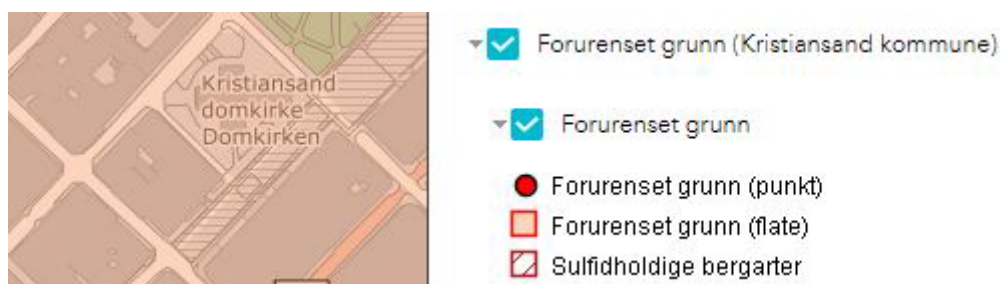 Kristiansand
domkirke
Domkirken
Forurenset grunn (Kristiansand kommune)
Forurenset grunn
Forurenset grunn (punkt)
Forurenset grunn (flate)
Sulfidholdige bergarter